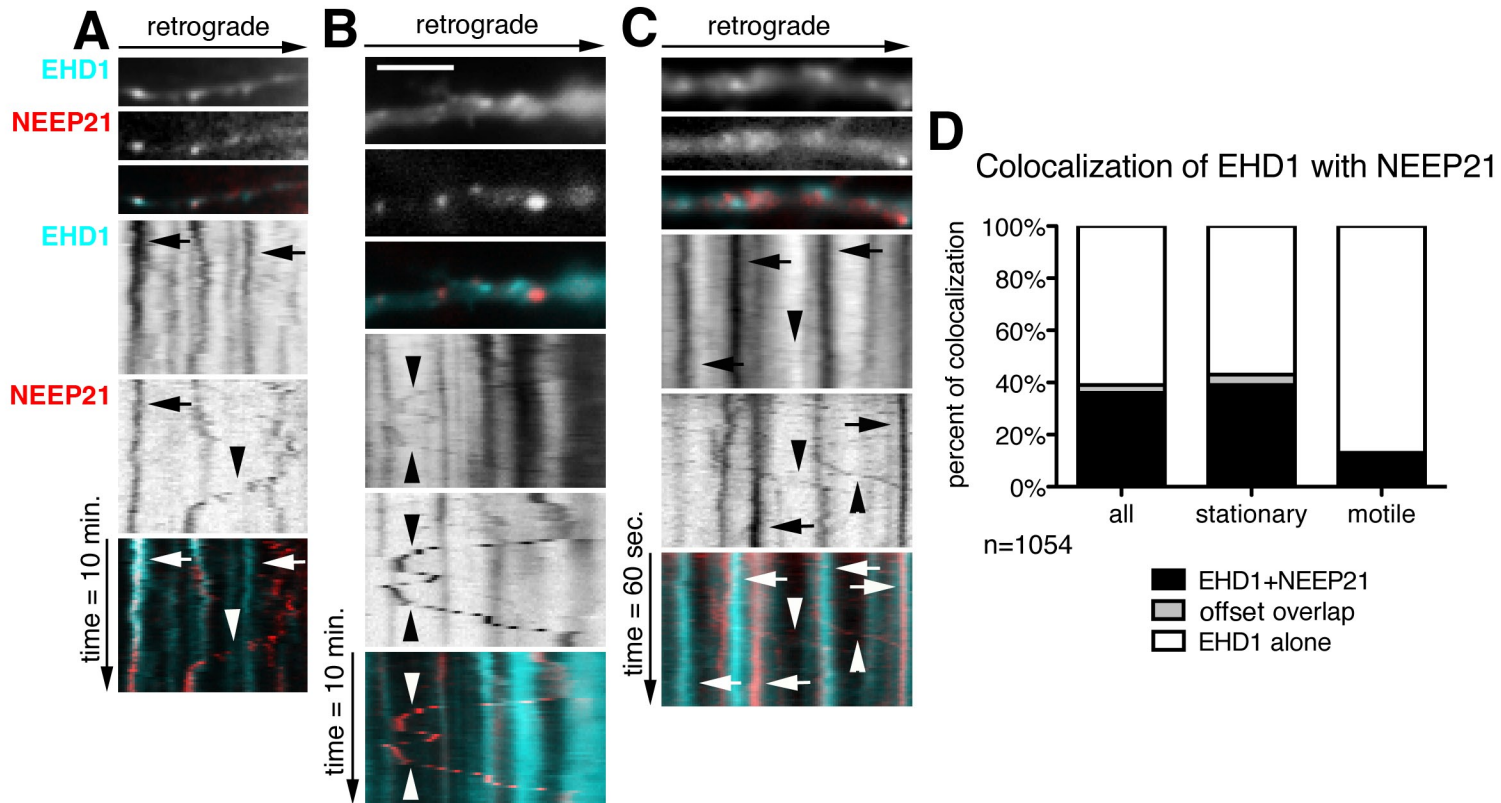 A
retrograde
EHD1
NEEP21
EHD1
NEEP21
time = 10 min.
B
retrograde
time = 10 min.
C
retrograde
time = 60 sec.
D
Colocalization of EHD1 with NEEP21
percent of colocalization
100%
80%
60%
40%
20%
0%
all
stationary
motile
n=1054
EHD1+NEEP21
offset overlap
EHD1 alone